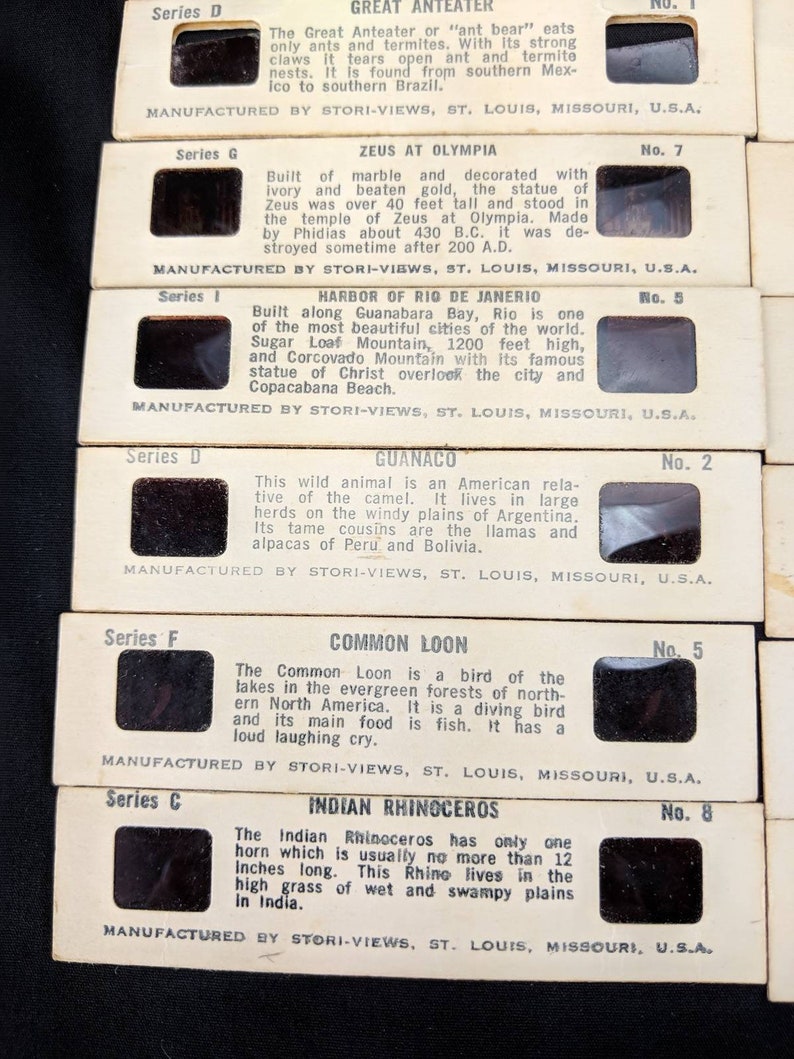 Series D GREAT ANTEATER No. 1
The Great Anteater or "ant bear" eats
only ants and termites. With its strong
claws it tears open ant and termite
nests. It is found from southern Mex-
ico to southern Brazil.
MANUFACTURED BY STORI-VIEWS, ST. LOUIS, MISSOURI, U.S.A.
Series G ZEUS AT OLYMPIA No. 7
Built of marble and decorated with
ivory and beaten gold, the statue of
Zeus was over 40 feet tall and stood in
the temple of Zeus at Olympia. Made
by Phidias about 430 B.C. it was de-
stroyed sometime after 200 A.D.
MANUFACTURED BY STORI-VIEWS, ST. LOUIS, MISSOURI, U.S.A.
Series I HARBOR OF RIO DE JANERIO No. 5
Built along Guanabara Bay, Rio is one
of the most beautiful cities of the world.
Sugar Loaf Mountain, 1200 feet high,
and Corcovado Mountain with its famous
statue of Christ overlook the city and
Copacabana Beach.
MANUFACTURED BY STORI-VIEWS, ST. LOUIS, MISSOURI, U.S.A.
Series D GUANACO No. 2
This wild animal is an American rela-
tive of the camel. It lives in large
herds on the windy plains of Argentina.
Its tame cousins are the llamas and
alpacas of Peru and Bolivia.
MANUFACTURED BY STORI-VIEWS, ST. LOUIS, MISSOURI, U.S.A.
Series F COMMON LOON No. 5
The Common Loon is a bird of the
lakes in the evergreen forests of north-
ern North America. It is a diving bird
and its main food is fish. It has a
loud laughing cry.
MANUFACTURED BY STORI-VIEWS, ST. LOUIS, MISSOURI, U.S.A.
Series C INDIAN RHINOCEROS No. 8
The Indian Rhinoceros has only one
horn which is usually no more than 12
inches long. This Rhino lives in the
high grass of wet and swampy plains
in India.
MANUFACTURED BY STORI-VIEWS, ST. LOUIS, MISSOURI, U.S.A.